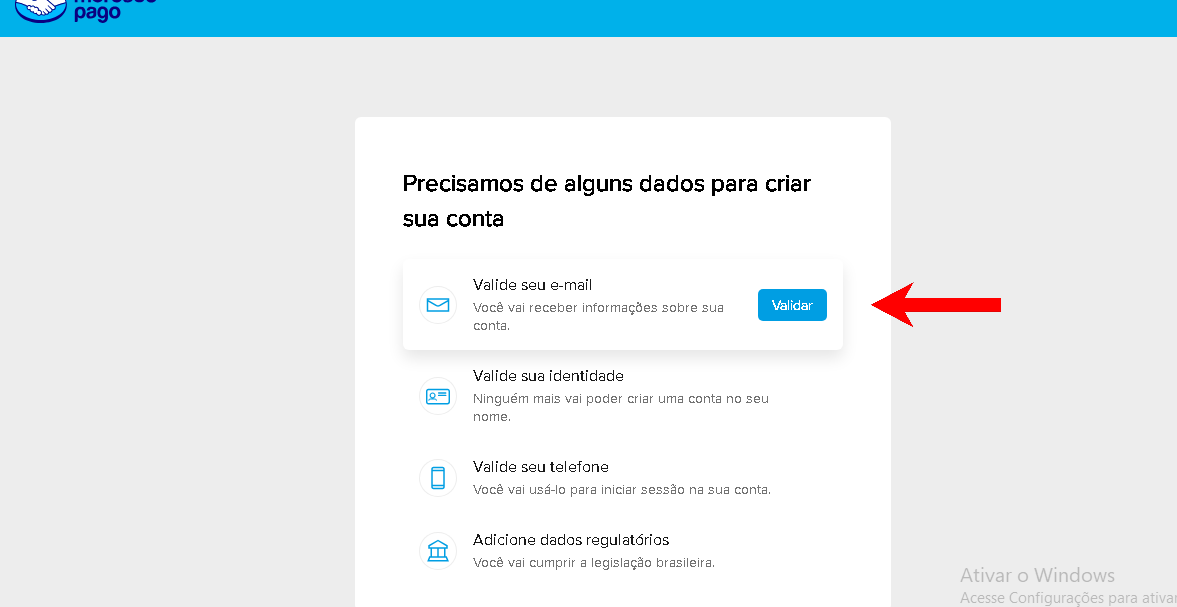 pago
Precisamos de alguns dados para criar
sua conta
Valide seu e-mail
Você vai receber informações sobre sua
conta.
Validar
Valide sua identidade
Ninguém mais vai poder criar uma conta no seu
nome.
Valide seu telefone
Você vai usá-lo para iniciar sessão na sua conta.
Adicione dados regulatórios
Você vai cumprir a legislação brasileira.
Ativar o Windows
Acesse Configurações para ativar